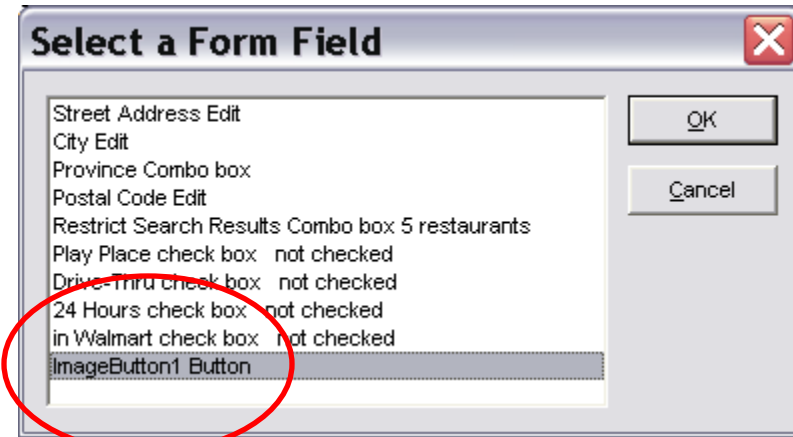 Select a Form Field
Street Address Edit
City Edit
Province Combo box
Postal Code Edit
Restrict Search Results Combo box 5 restaurants
Play Place check box not checked
Drive-Thru check box not checked
24 Hours check box not checked
in Walmart check box not checked
ImageButton1 Button
OK
Cancel